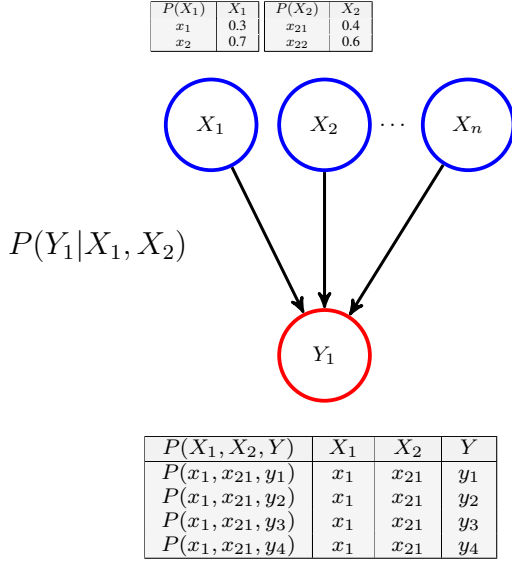 P(X₁) X₁ P(X₂) X₂
x₁ 0.3 x₂₁ 0.4
x₂ 0.7 x₂₂ 0.6
X₁ X₂ ··· Xₙ
P(Y₁|X₁, X₂)
Y₁
P(X₁, X₂, Y) X₁ X₂ Y
P(x₁, x₂₁, y₁) x₁ x₂₁ y₁
P(x₁, x₂₁, y₂) x₁ x₂₁ y₂
P(x₁, x₂₁, y₃) x₁ x₂₁ y₃
P(x₁, x₂₁, y₄) x₁ x₂₁ y₄